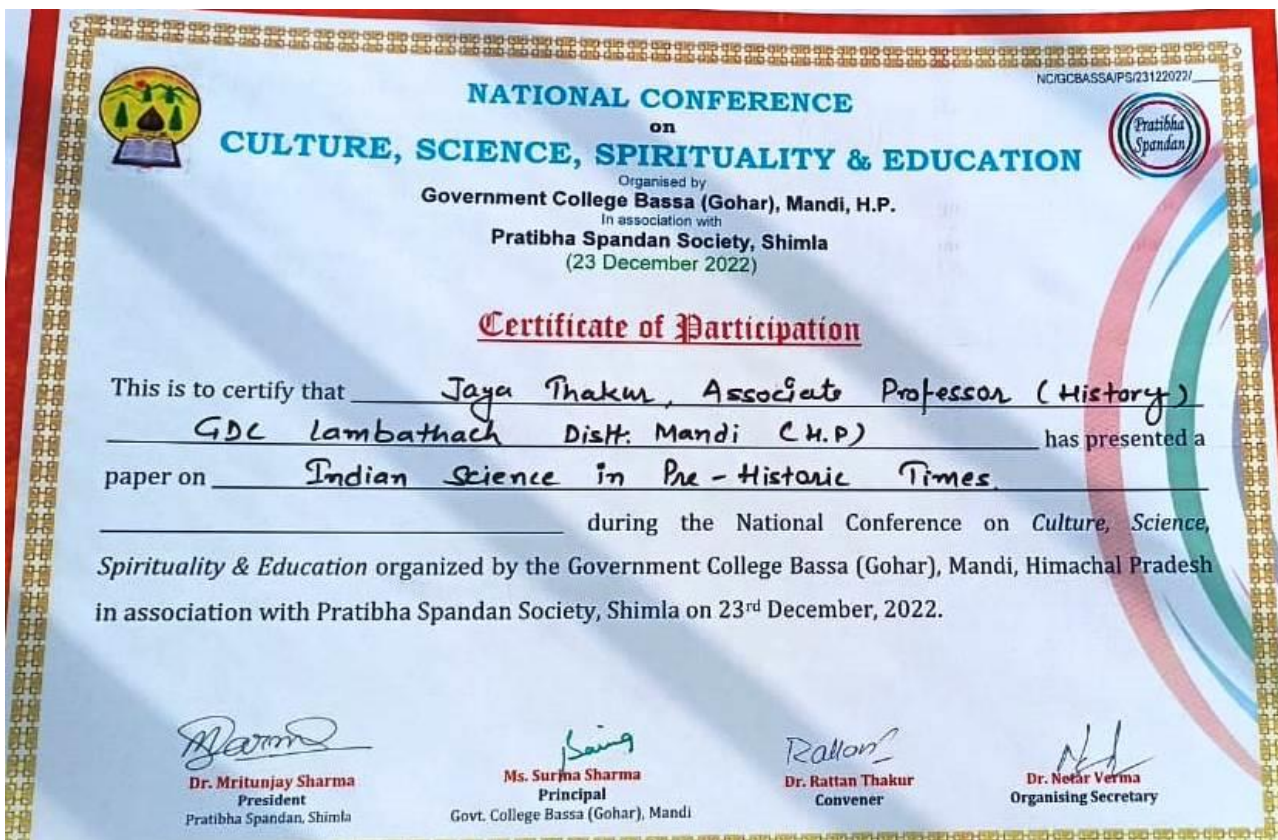 NC/GCBASSA/PS/23122022/____
NATIONAL CONFERENCE
on
CULTURE, SCIENCE, SPIRITUALITY & EDUCATION
Pratibha
Spandan
Organised by
Government College Bassa (Gohar), Mandi, H.P.
In association with
Pratibha Spandan Society, Shimla
(23 December 2022)
Certificate of Participation
This is to certify that Jaya Thakur, Associate Professor (History)
GDC Lambathach Distt. Mandi (H.P) has presented a
paper on Indian Science in Pre-Historic Times.
during the National Conference on Culture, Science,
Spirituality & Education organized by the Government College Bassa (Gohar), Mandi, Himachal Pradesh
in association with Pratibha Spandan Society, Shimla on 23rd December, 2022.
Dr. Mritunjay Sharma
President
Pratibha Spandan, Shimla
Ms. Surina Sharma
Principal
Govt. College Bassa (Gohar), Mandi
Rattan
Dr. Rattan Thakur
Convener
Dr. Netar Verma
Organising Secretary